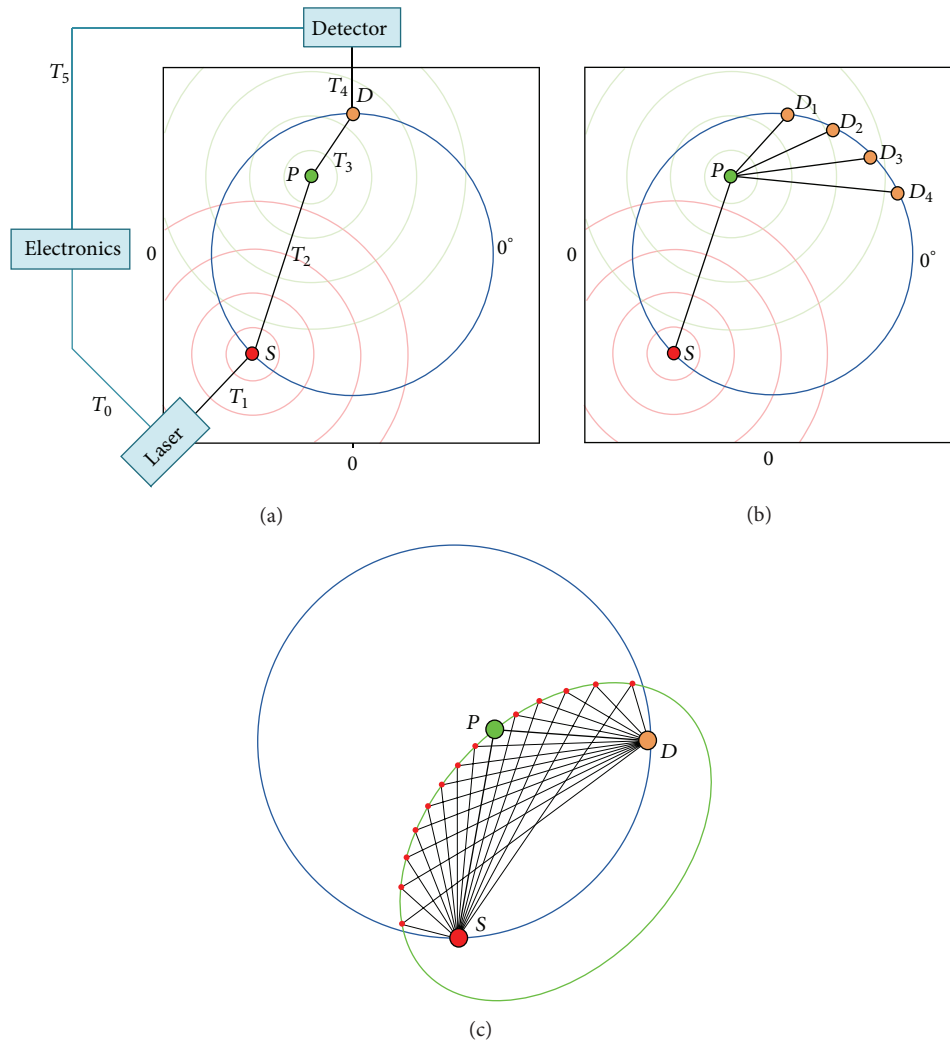 Detector
T5
T4
D
T3
P
T2
Electronics
0
0°
S
T1
T0
Laser
0
(a)
D1
D2
D3
D4
P
0
0°
S
0
(b)
P
D
S
(c)